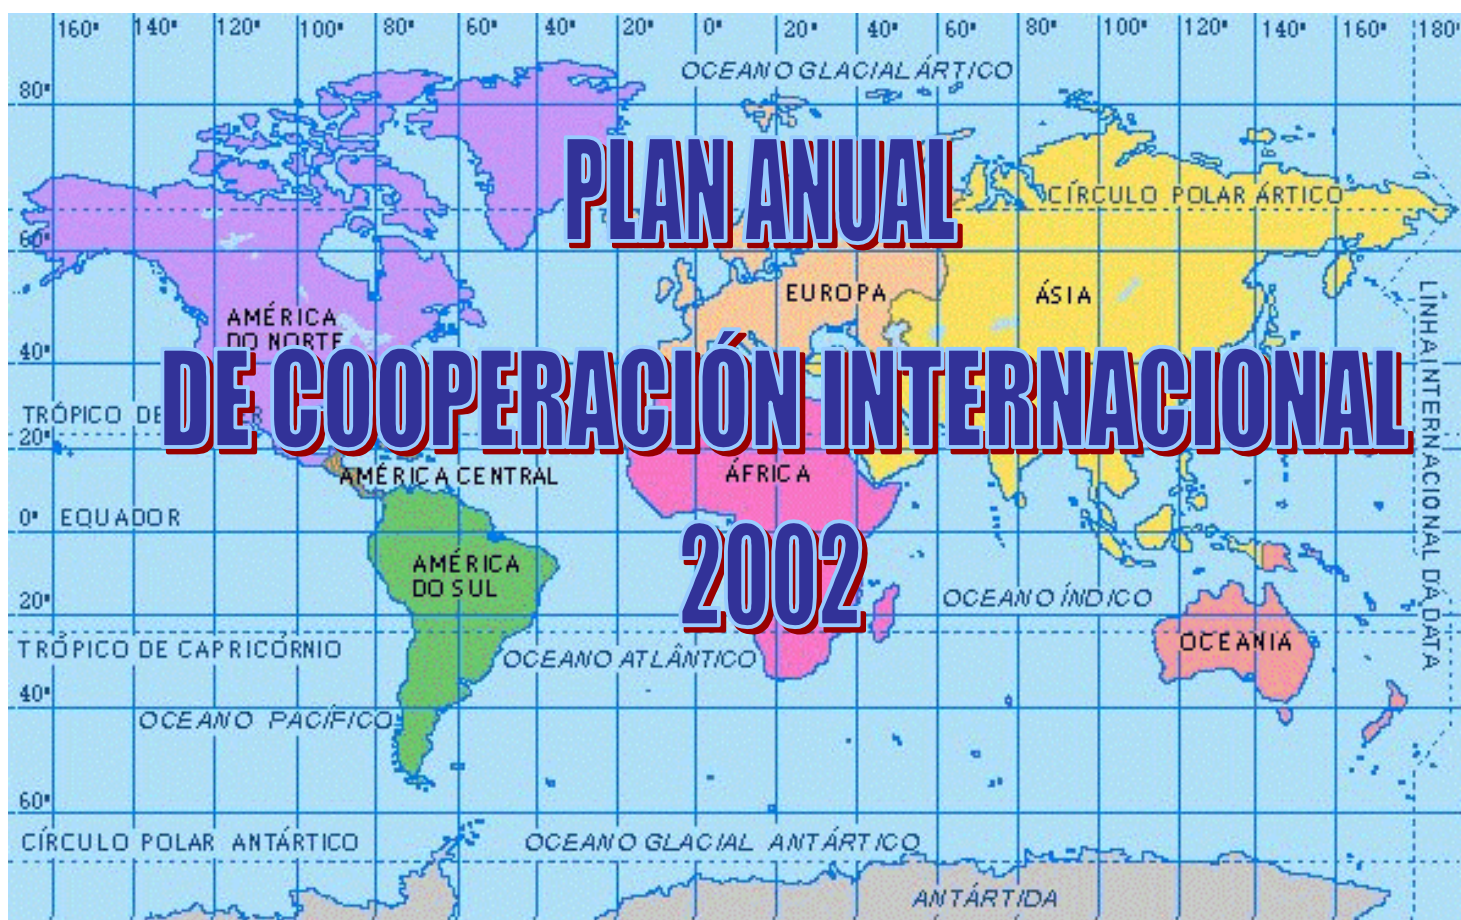 160° 140° 120° 100° 80° 60° 40° 20° 0° 20° 40° 60° 80° 100° 120° 140° 160° 180°
OCEANO GLACIAL ÁRTICO
80°
PLAN ANUAL
CÍRCULO POLAR ÁRTICO
60°
EUROPA
ÁSIA
AMÉRICA
DO NORTE
40°
DE COOPERACIÓN INTERNACIONAL
TRÓPICO DE
20°
ÁFRICA
AMÉRICA CENTRAL
LINHA INTERNACIONAL DA DATA
0° EQUADOR
2002
AMÉRICA
DO SUL
20°
OCEANO ÍNDICO
OCEANIA
TRÓPICO DE CAPRICÓRNIO
OCEANO ATLÂNTICO
40°
OCEANO PACÍFICO
60°
CÍRCULO POLAR ANTÁRTICO
OCEANO GLACIAL ANTÁRTICO
ANTÁRTIDA